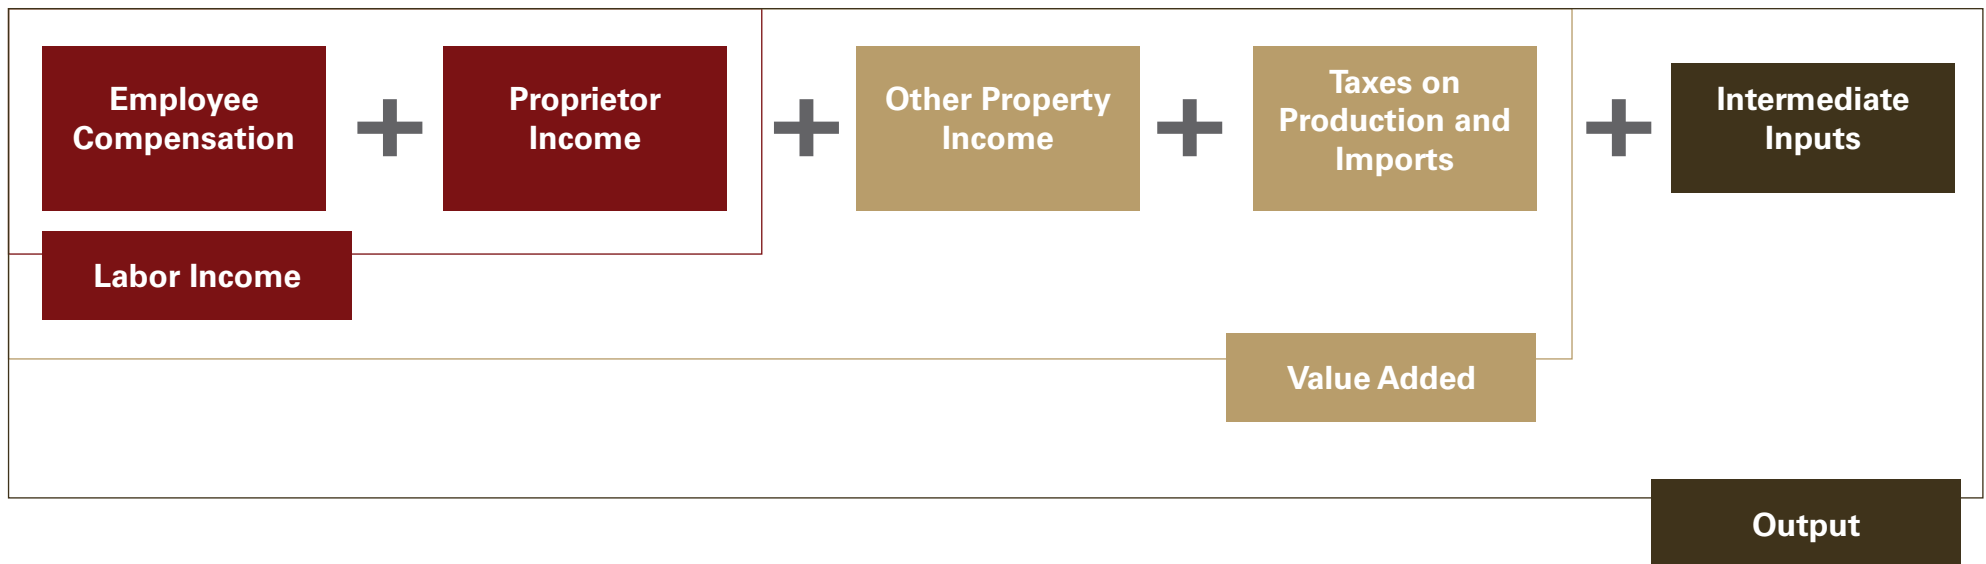 Employee
Compensation
Proprietor
Income
Other Property
Income
Taxes on
Production and
Imports
Intermediate
Inputs
Labor Income
Value Added
Output